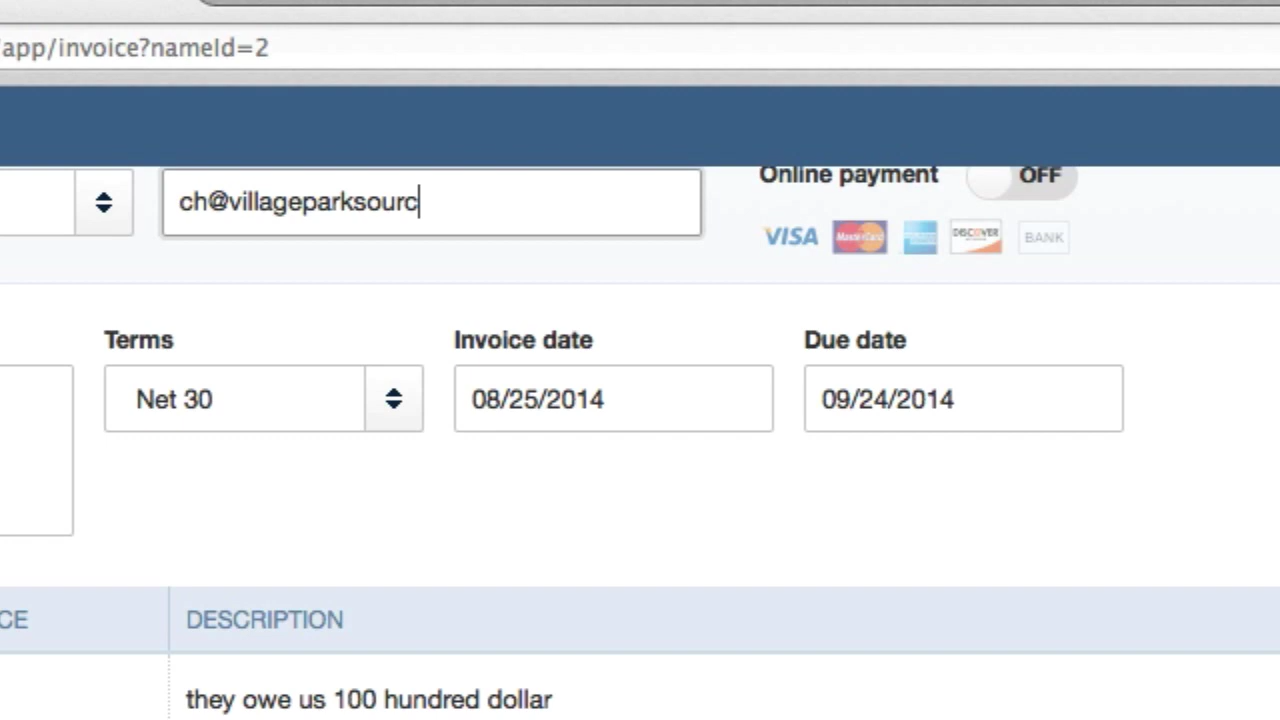 app/invoice?nameId=2
Online payment OFF
ch@villageparksourc
VISA MasterCard DISCOVER BANK
Terms Invoice date Due date
Net 30 08/25/2014 09/24/2014
CE DESCRIPTION
they owe us 100 hundred dollar